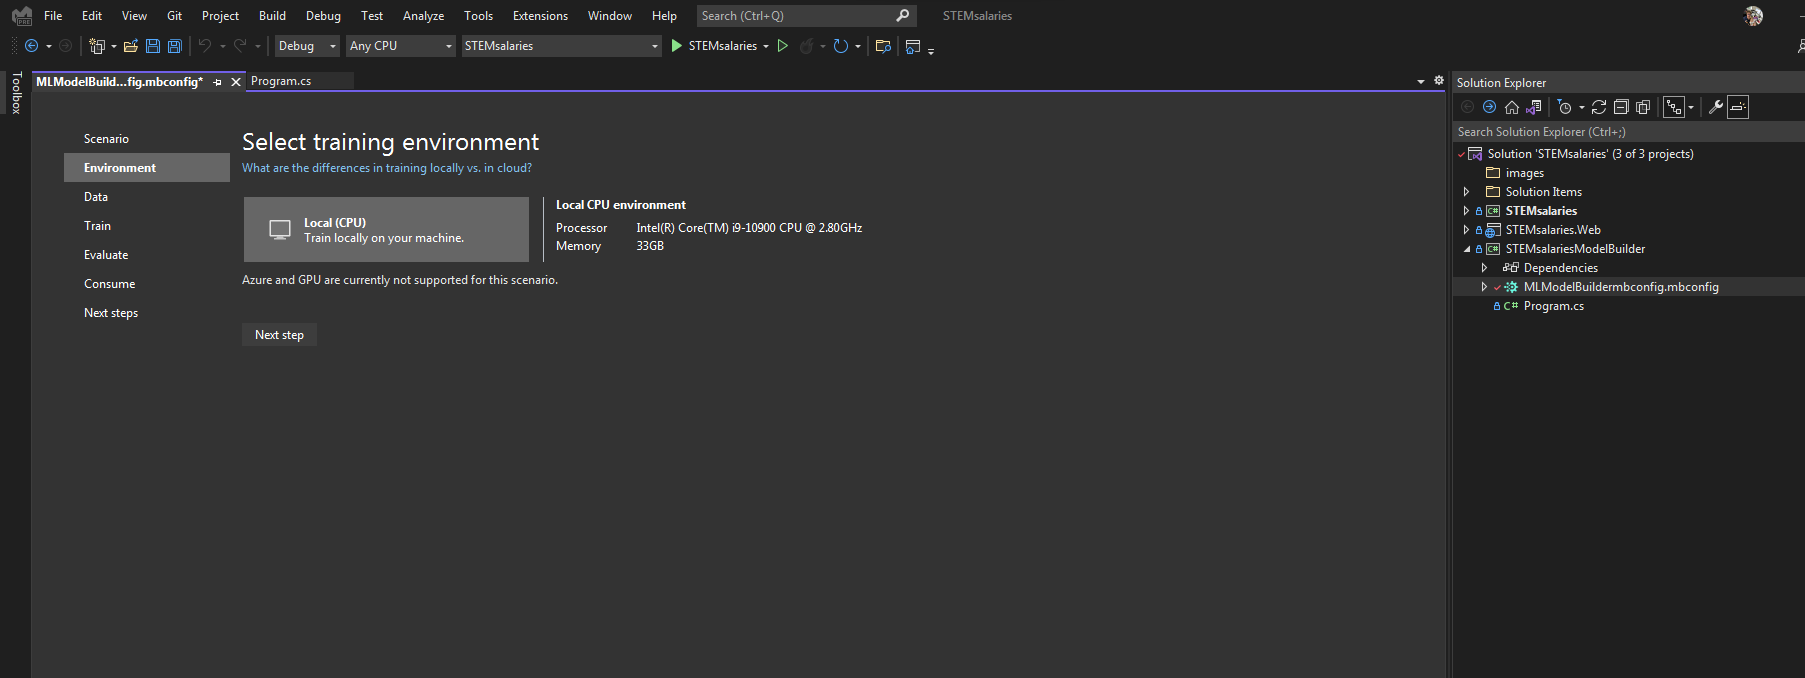 File Edit View Git Project Build Debug Test Analyze Tools Extensions Window Help Search (Ctrl+Q) STEMsalaries
Debug Any CPU STEMsalaries STEMsalaries
Toolbox
MLModelBuild...fig.mbconfig* Program.cs
Scenario
Environment
Data
Train
Evaluate
Consume
Next steps
Select training environment
What are the differences in training locally vs. in cloud?
Local (CPU)
Train locally on your machine.
Local CPU environment
Processor Intel(R) Core(TM) i9-10900 CPU @ 2.80GHz
Memory 33GB
Azure and GPU are currently not supported for this scenario.
Next step
Solution Explorer
Search Solution Explorer (Ctrl+;)
Solution 'STEMsalaries' (3 of 3 projects)
images
Solution Items
C# STEMsalaries
STEMsalaries.Web
C# STEMsalariesModelBuilder
Dependencies
MLModelBuildermbconfig.mbconfig
C# Program.cs